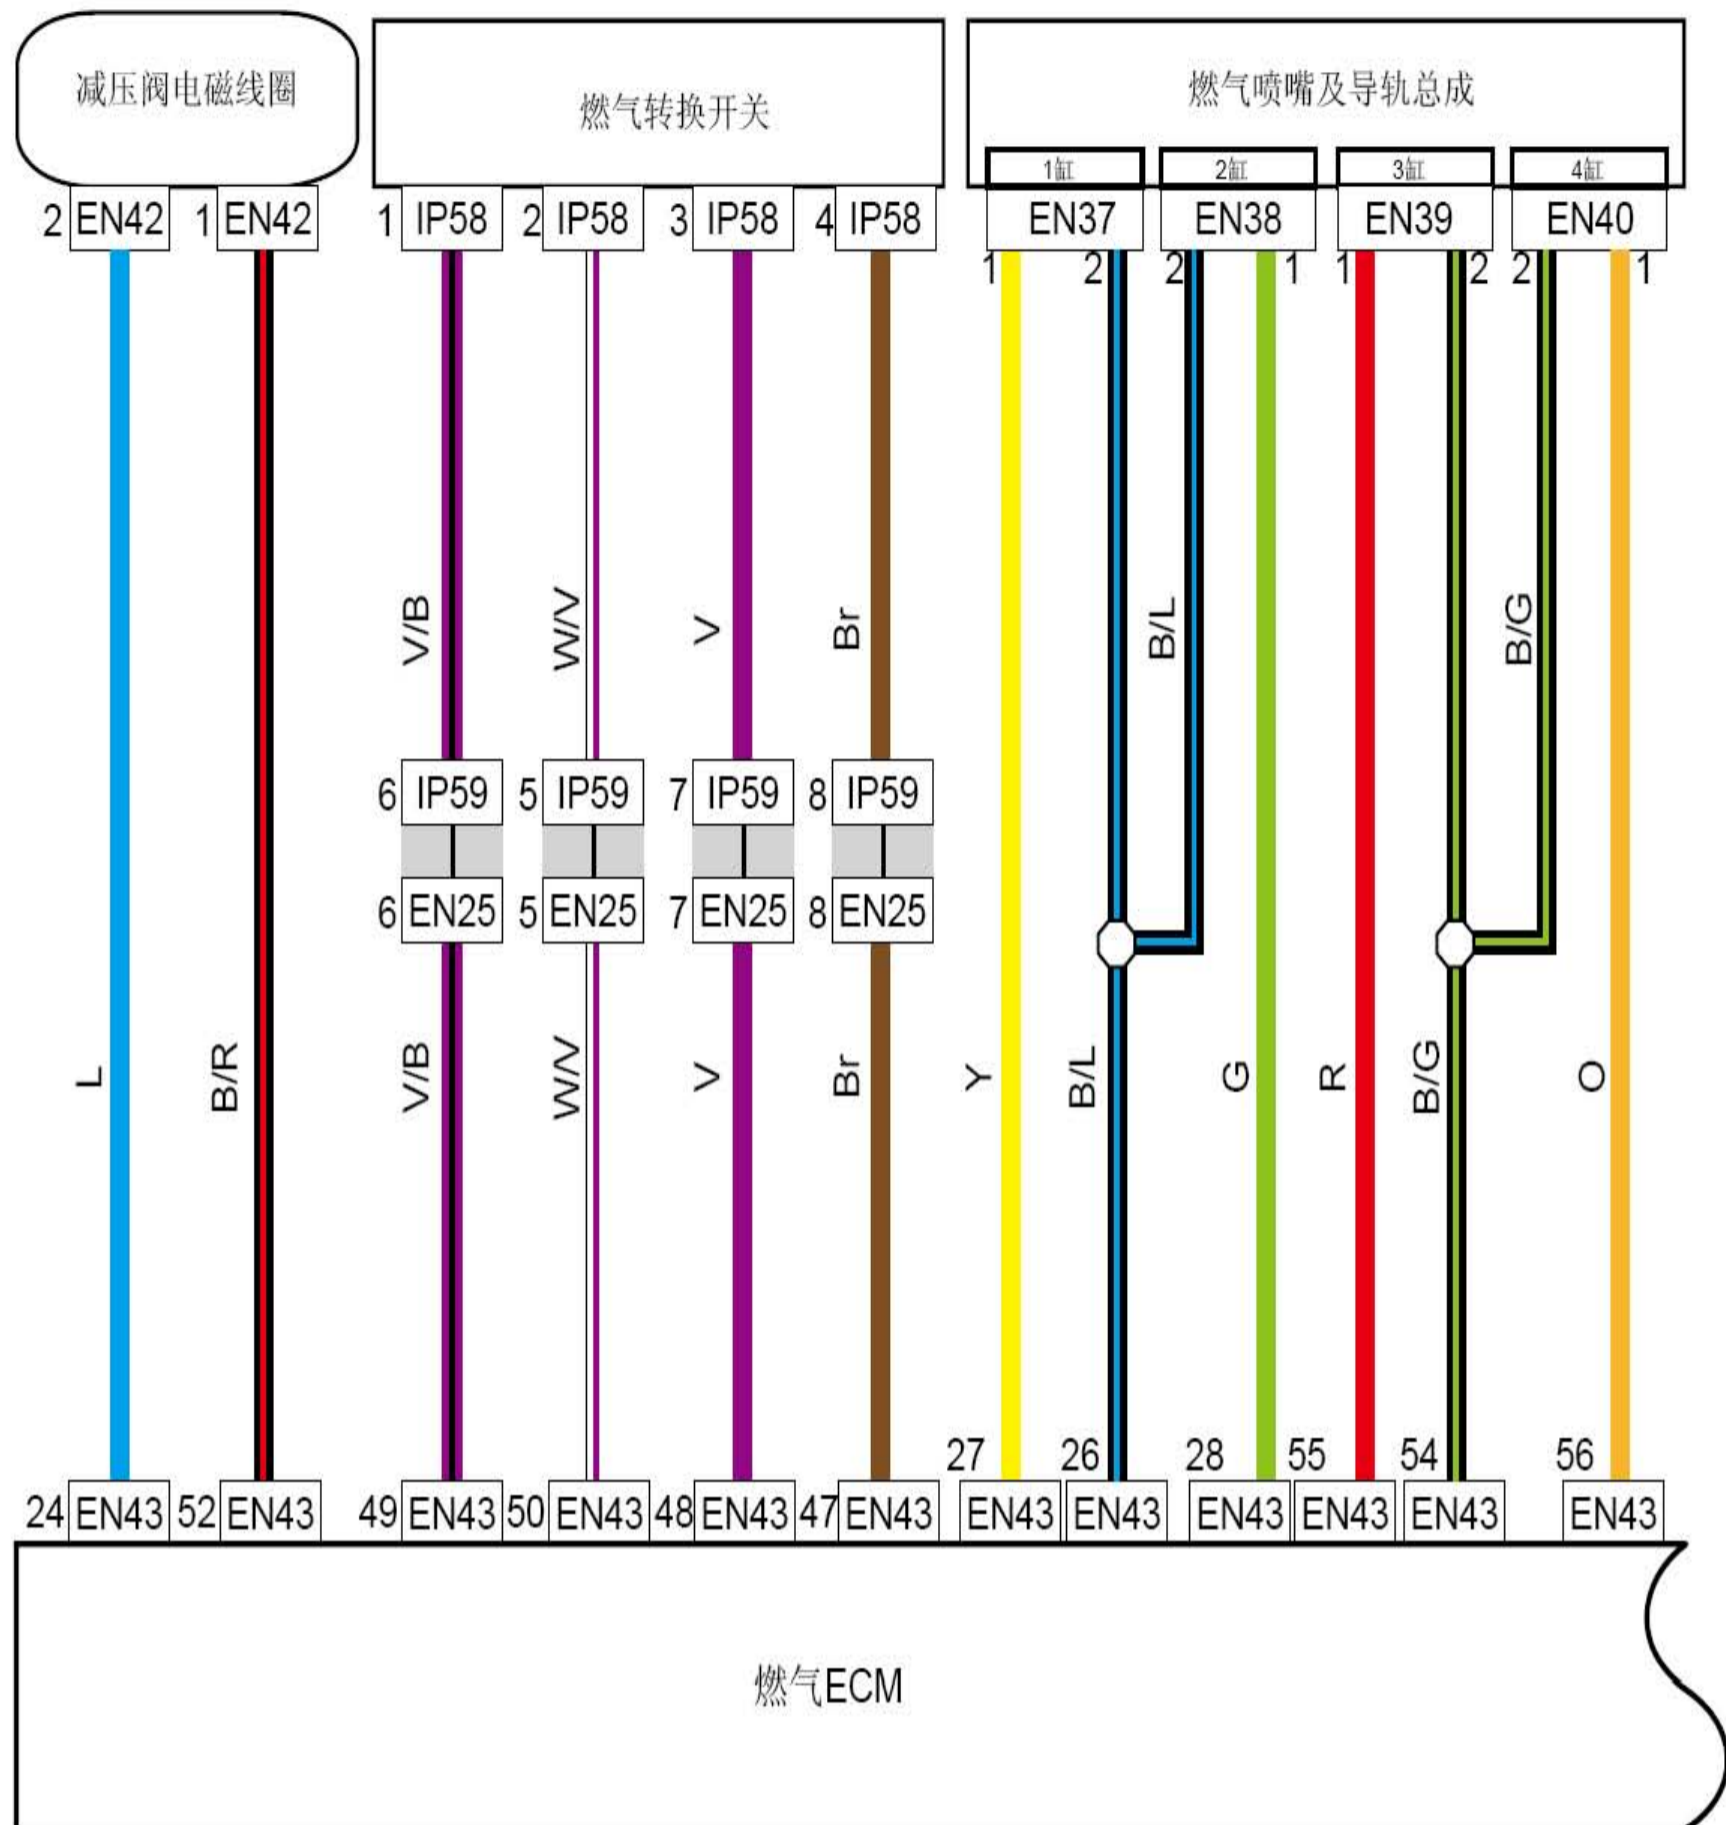 减压阀电磁线圈
燃气转换开关
燃气喷嘴及导轨总成
1缸 2缸 3缸 4缸
2 EN42 1 EN42 1 IP58 2 IP58 3 IP58 4 IP58 EN37 EN38 EN39 EN40
1 2 2 1 1 2 2 1
V/B W/V V Br B/L B/G
6 IP59 5 IP59 7 IP59 8 IP59
6 EN25 5 EN25 7 EN25 8 EN25
L B/R V/B W/V V Br Y B/L G R B/G O
27 26 28 55 54 56
24 EN43 52 EN43 49 EN43 50 EN43 48 EN43 47 EN43 EN43 EN43 EN43 EN43 EN43 EN43
燃气ECM